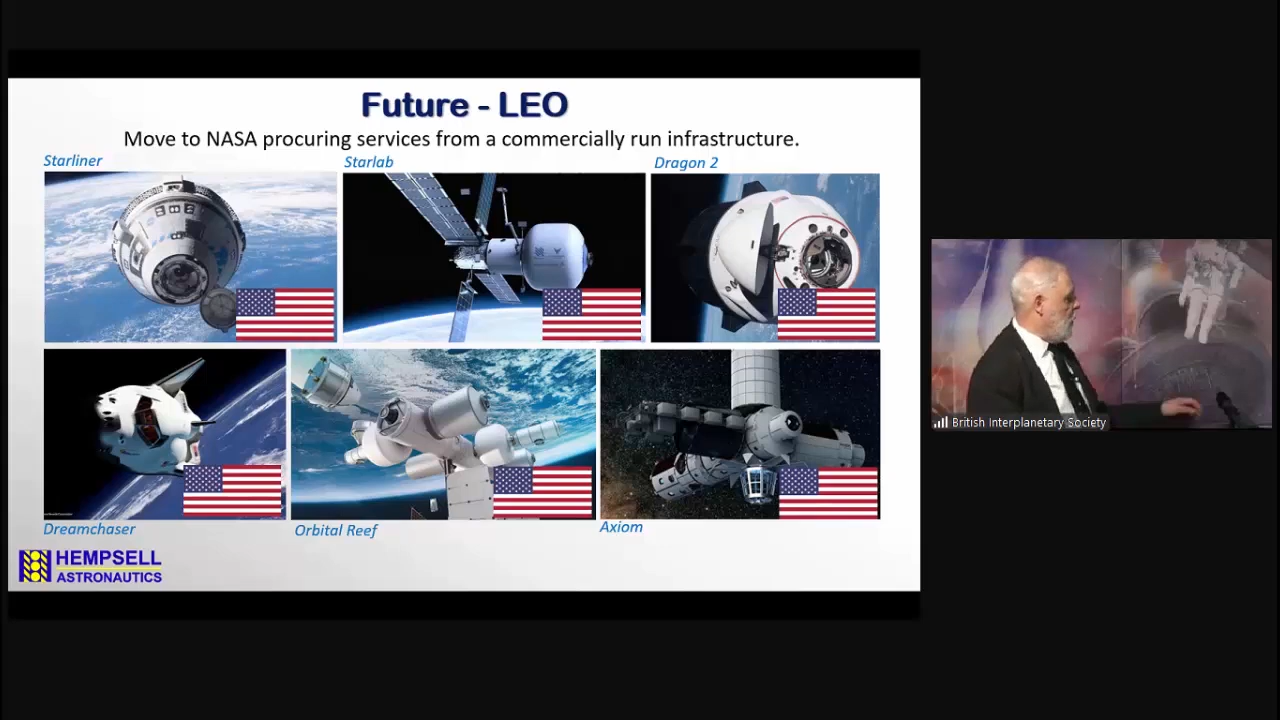 Future - LEO
Move to NASA procuring services from a commercially run infrastructure.
Starliner
Starlab
Dragon 2
Dreamchaser
Orbital Reef
Axiom
HEMPSELL
ASTRONAUTICS
British Interplanetary Society